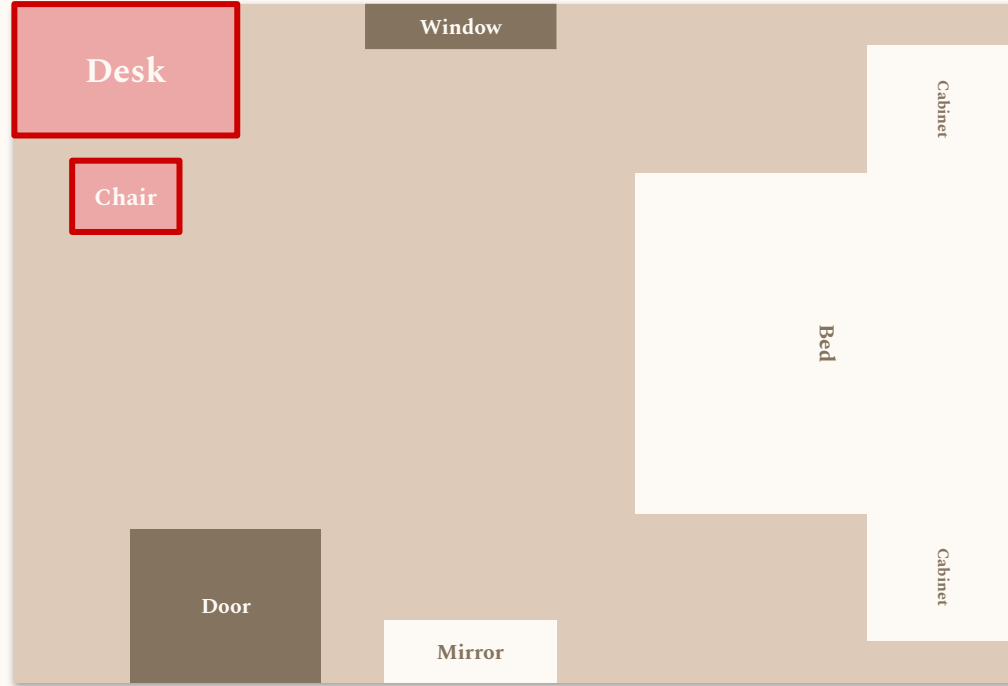 Window
Desk
Cabinet
Chair
Bed
Cabinet
Door
Mirror